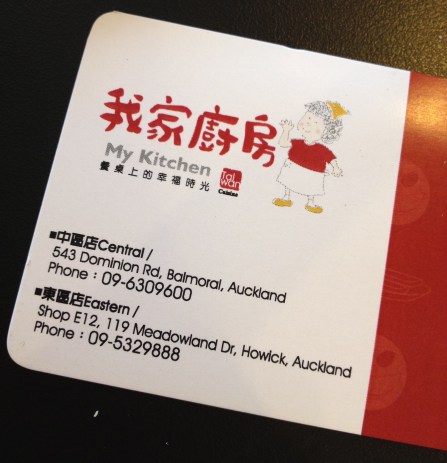 我家廚房
My Kitchen
餐桌上的幸福時光
Tai
wan
Cuisine
■中區店Central /
543 Dominion Rd, Balmoral, Auckland
Phone：09-6309600
■東區店Eastern /
Shop E12, 119 Meadowland Dr, Howick, Auckland
Phone：09-5329888